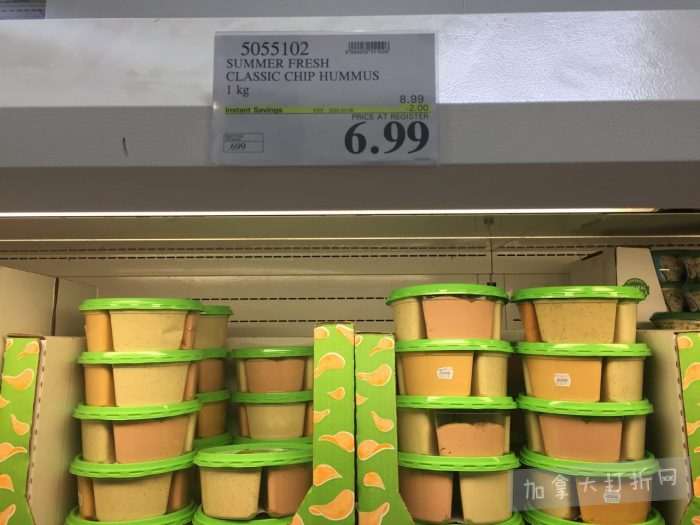 5055102
SUMMER FRESH
CLASSIC CHIP HUMMUS
1 kg
8.99
Instant Savings 2.00
PRICE AT REGISTER
6.99
.699
加拿大打折网